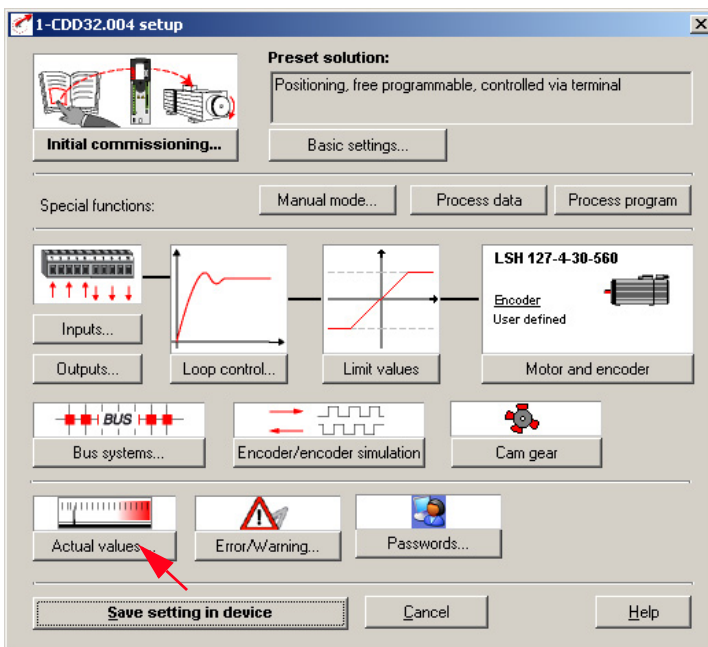 1-CDD32.004 setup
Preset solution:
Positioning, free programmable, controlled via terminal
Initial commissioning...
Basic settings...
Special functions:
Manual mode...
Process data
Process program
LSH 127-4-30-560
Encoder
User defined
Inputs...
Outputs...
Loop control...
Limit values
Motor and encoder
BUS
Bus systems...
Encoder/encoder simulation
Cam gear
Actual values...
Error/Warning...
Passwords...
Save setting in device
Cancel
Help